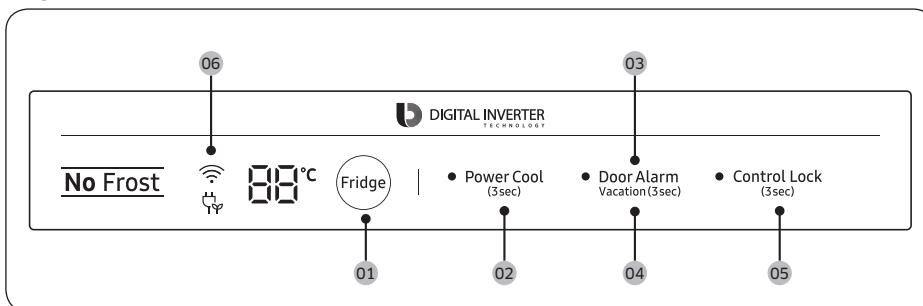 06
03
DIGITAL INVERTER
TECHNOLOGY
No Frost
88°C
Fridge
Power Cool
(3sec)
Door Alarm
Vacation(3sec)
Control Lock
(3sec)
01
02
04
05